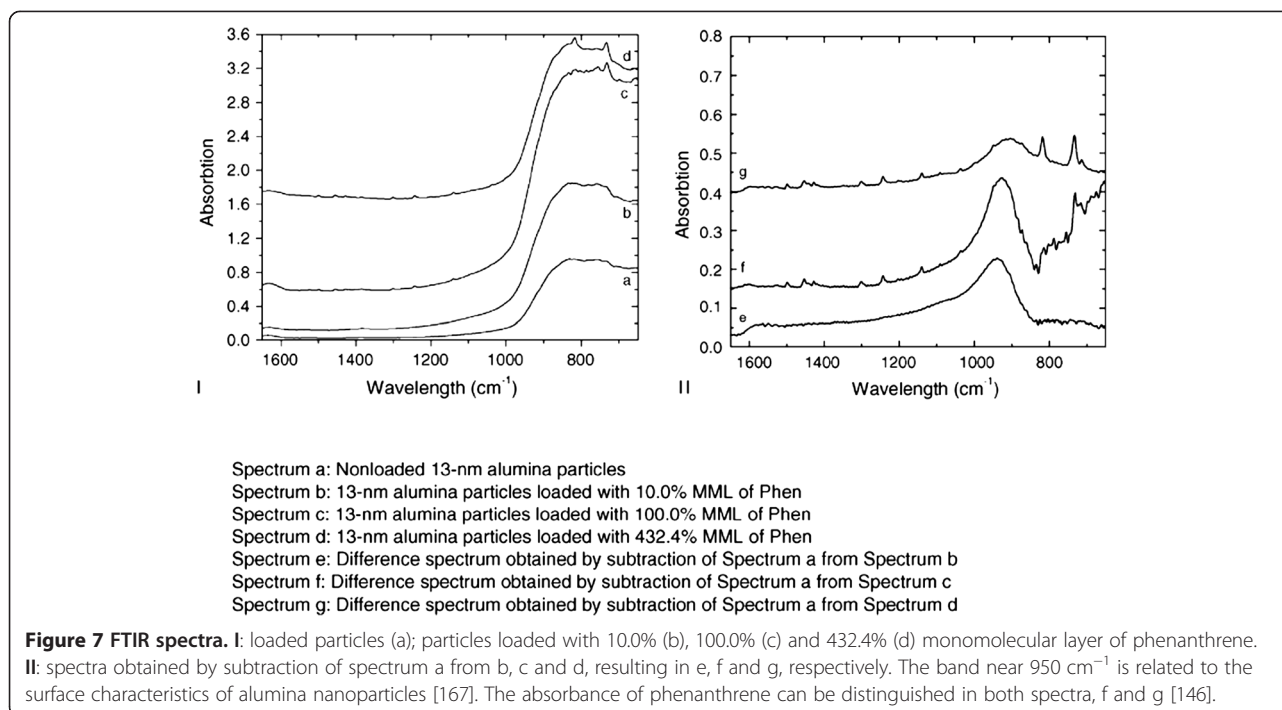 3.6
3.2
2.8
2.4
2.0
1.6
1.2
0.8
0.4
0.0
Absorbtion
d
c
b
a
1600
1400
1200
1000
800
Wavelength (cm⁻¹)
I
0.8
0.7
0.6
0.5
0.4
0.3
0.2
0.1
0.0
Absorbtion
g
f
e
1600
1400
1200
1000
800
Wavelength (cm⁻¹)
II
Spectrum a: Nonloaded 13-nm alumina particles
Spectrum b: 13-nm alumina particles loaded with 10.0% MML of Phen
Spectrum c: 13-nm alumina particles loaded with 100.0% MML of Phen
Spectrum d: 13-nm alumina particles loaded with 432.4% MML of Phen
Spectrum e: Difference spectrum obtained by subtraction of Spectrum a from Spectrum b
Spectrum f: Difference spectrum obtained by subtraction of Spectrum a from Spectrum c
Spectrum g: Difference spectrum obtained by subtraction of Spectrum a from Spectrum d
Figure 7 FTIR spectra. I: loaded particles (a); particles loaded with 10.0% (b), 100.0% (c) and 432.4% (d) monomolecular layer of phenanthrene.
II: spectra obtained by subtraction of spectrum a from b, c and d, resulting in e, f and g, respectively. The band near 950 cm⁻¹ is related to the
surface characteristics of alumina nanoparticles [167]. The absorbance of phenanthrene can be distinguished in both spectra, f and g [146].